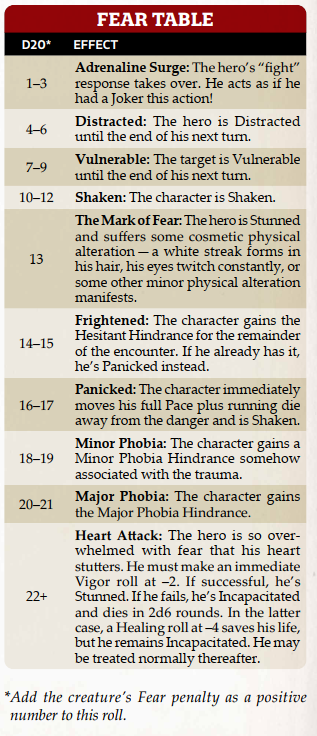 FEAR TABLE
D20* EFFECT
Adrenaline Surge: The hero's “fight”
1–3 response takes over. He acts as if he
had a Joker this action!
4–6 Distracted: The hero is Distracted
until the end of his next turn.
7–9 Vulnerable: The target is Vulnerable
until the end of his next turn.
10–12 Shaken: The character is Shaken.
The Mark of Fear: The hero is Stunned
and suffers some cosmetic physical
alteration — a white streak forms in
13 his hair, his eyes twitch constantly, or
some other minor physical alteration
manifests.
Frightened: The character gains the
14–15 Hesitant Hindrance for the remainder
of the encounter. If he already has it,
he's Panicked instead.
Panicked: The character immediately
16–17 moves his full Pace plus running die
away from the danger and is Shaken.
Minor Phobia: The character gains a
18–19 Minor Phobia Hindrance somehow
associated with the trauma.
20–21 Major Phobia: The character gains
the Major Phobia Hindrance.
Heart Attack: The hero is so over-
whelmed with fear that his heart
stutters. He must make an immediate
Vigor roll at –2. If successful, he's
22+ Stunned. If he fails, he's Incapacitated
and dies in 2d6 rounds. In the latter
case, a Healing roll at –4 saves his life,
but he remains Incapacitated. He may
be treated normally thereafter.
*Add the creature's Fear penalty as a positive
number to this roll.